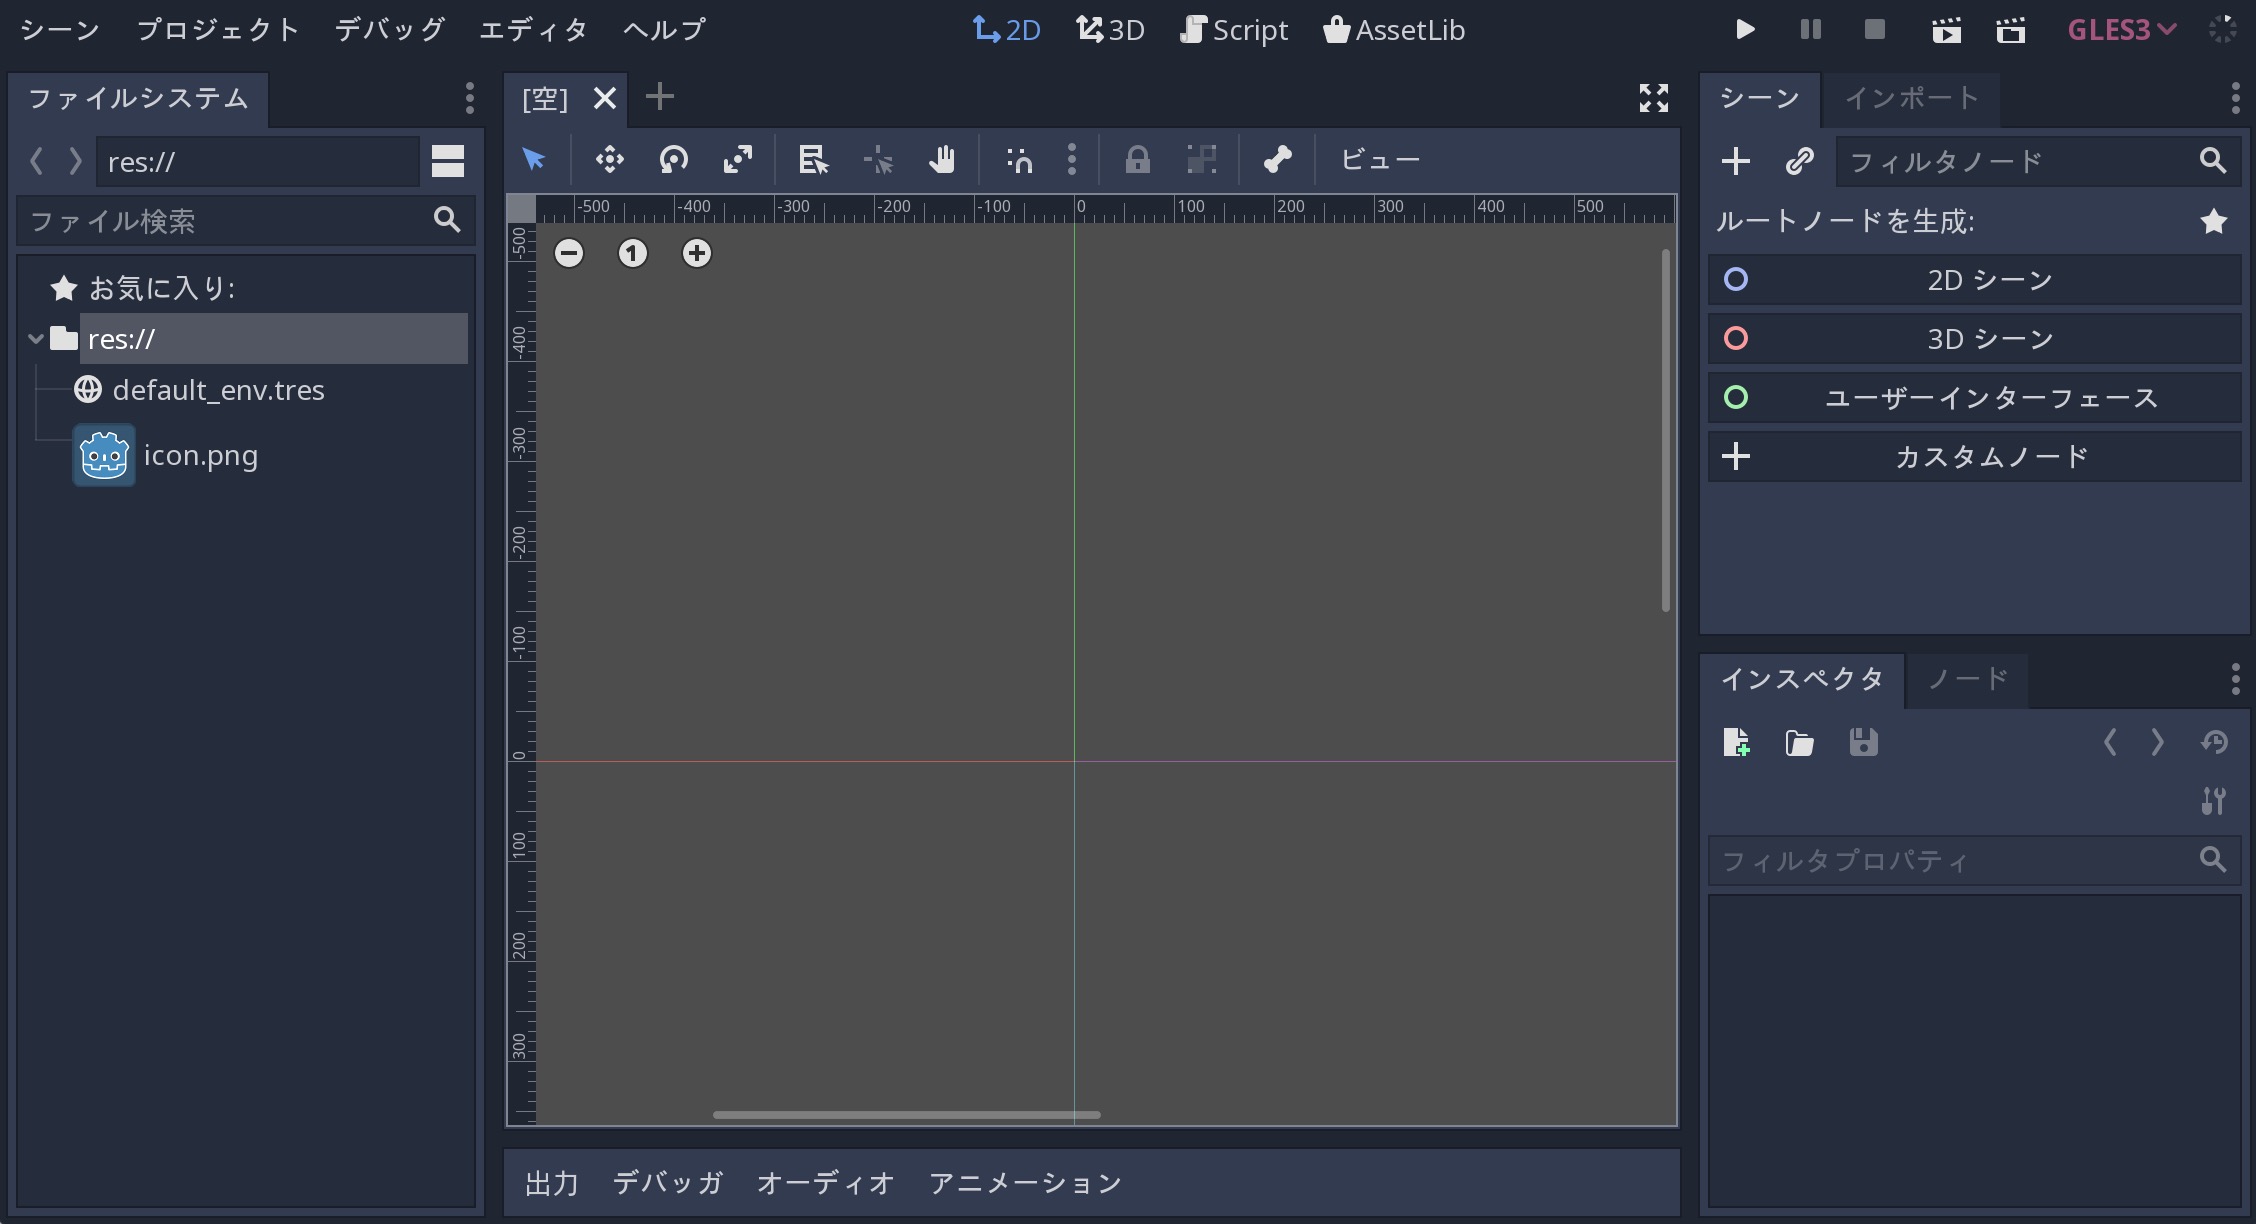 シーン プロジェクト デバッグ エディタ ヘルプ 2D 3D Script AssetLib GLES3
ファイルシステム
res://
ファイル検索
お気に入り:
res://
default_env.tres
icon.png
[空]
ビュー
-500 -400 -300 -200 -100 0 100 200 300 400 500
1
-500
-400
-300
-200
-100
0
100
200
300
出力 デバッガ オーディオ アニメーション
シーン インポート
フィルタノード
ルートノードを生成:
2D シーン
3D シーン
ユーザーインターフェース
カスタムノード
インスペクタ ノード
フィルタプロパティ